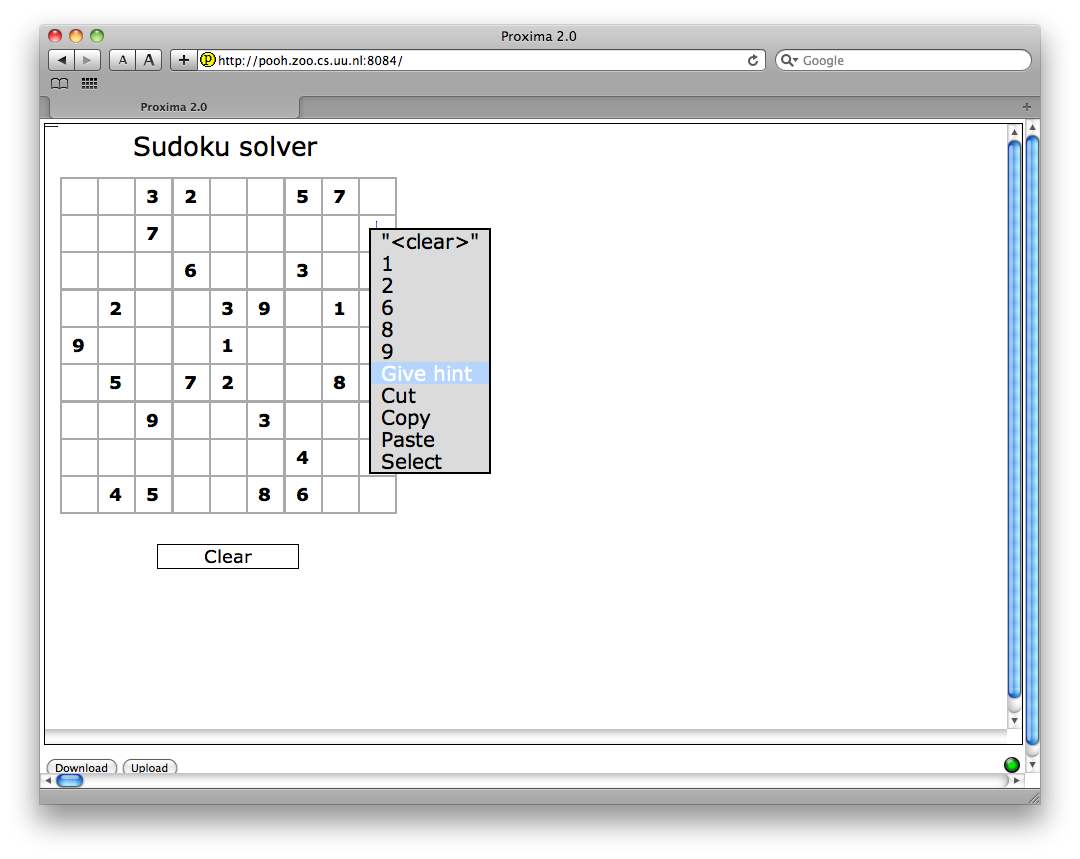 Proxima 2.0
A A + p http://pooh.zoo.cs.uu.nl:8084/ Google
Proxima 2.0 +
Sudoku solver
3 2 5 7
7
6 3
2 3 9 1
9 1
5 7 2 8
9 3
4
4 5 8 6
"<clear>"
1
2
6
8
9
Give hint
Cut
Copy
Paste
Select
Clear
Download Upload